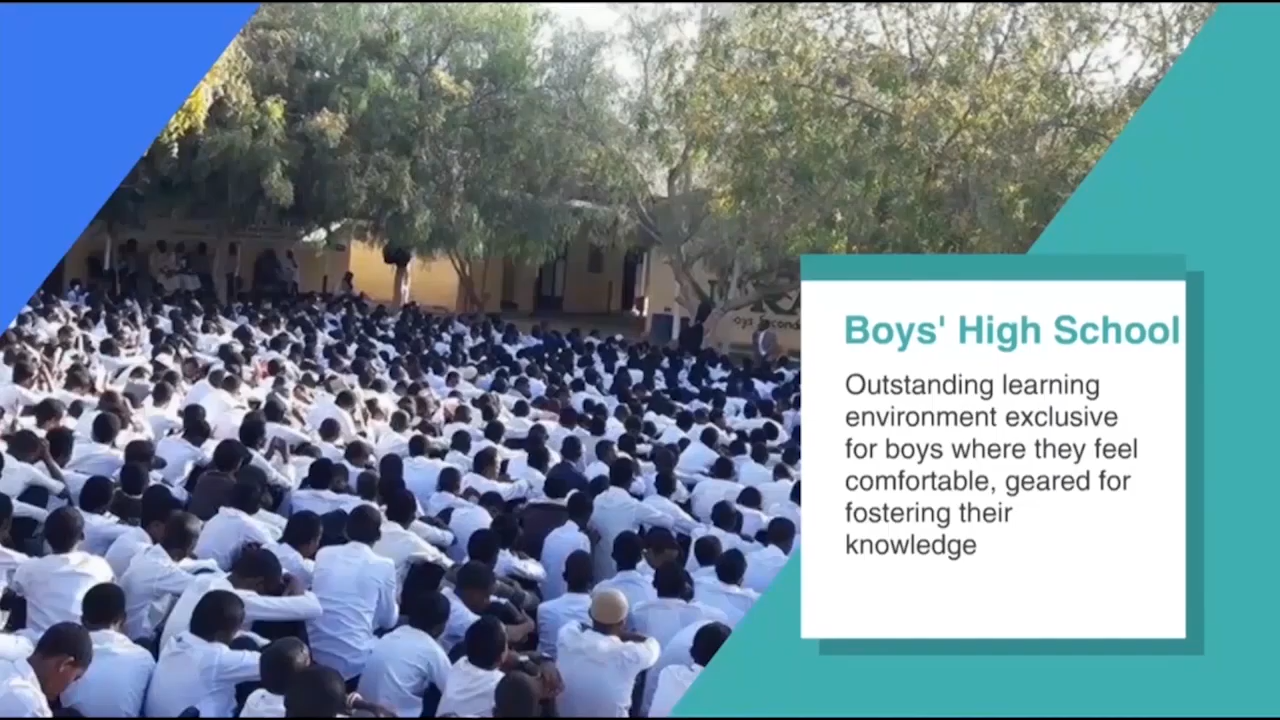 Boys' High School
Outstanding learning
environment exclusive
for boys where they feel
comfortable, geared for
fostering their
knowledge